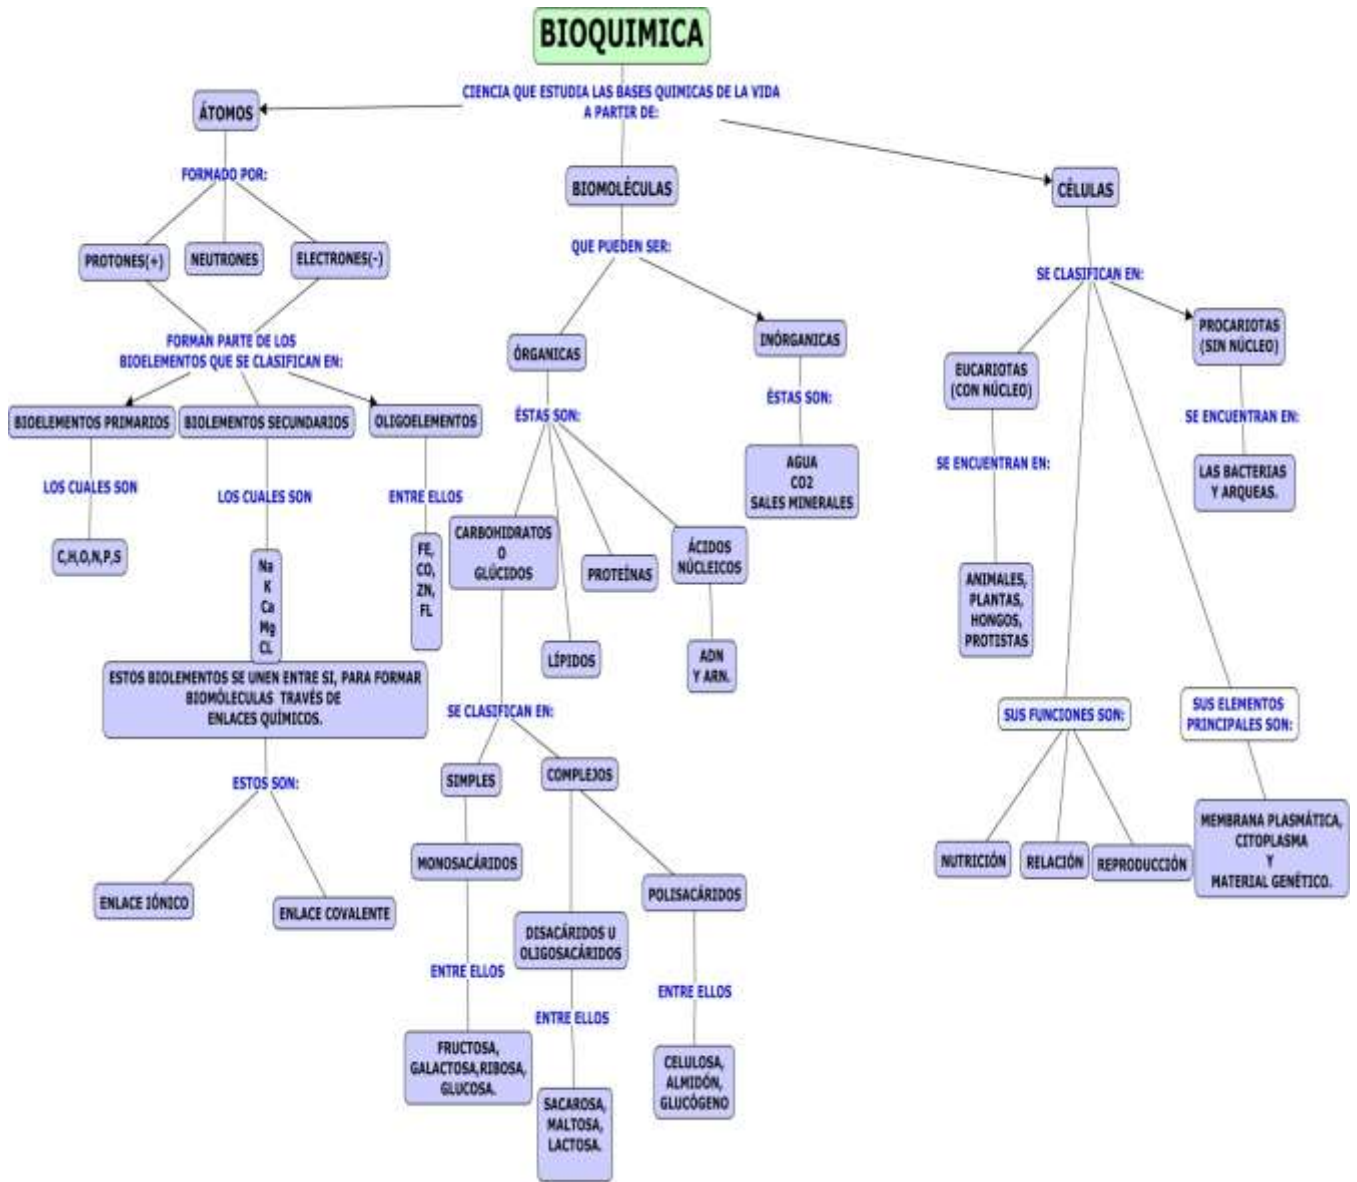 BIOQUIMICA
CIENCIA QUE ESTUDIA LAS BASES QUIMICAS DE LA VIDA
A PARTIR DE:
ÁTOMOS
FORMADO POR:
PROTONES(+)
NEUTRONES
ELECTRONES(-)
FORMAN PARTE DE LOS
BIOELEMENTOS QUE SE CLASIFICAN EN:
BIOELEMENTOS PRIMARIOS
BIOLEMENTOS SECUNDARIOS
OLIGOELEMENTOS
LOS CUALES SON
LOS CUALES SON
ENTRE ELLOS
C,H,O,N,P,S
Na
K
Ca
Mg
CL
FE,
CO,
ZN,
FL
ESTOS BIOLEMENTOS SE UNEN ENTRE SI, PARA FORMAR
BIOMÓLECULAS TRAVÉS DE
ENLACES QUÍMICOS.
ESTOS SON:
ENLACE IÓNICO
ENLACE COVALENTE
BIOMOLÉCULAS
QUE PUEDEN SER:
ÓRGANICAS
INÓRGANICAS
ÉSTAS SON:
ÉSTAS SON:
AGUA
CO2
SALES MINERALES
CARBOHIDRATOS
O
GLÚCIDOS
LÍPIDOS
PROTEÍNAS
ÁCIDOS
NÚCLEICOS
ADN
Y ARN.
SE CLASIFICAN EN:
SIMPLES
COMPLEJOS
MONOSACÁRIDOS
DISACÁRIDOS U
OLIGOSACÁRIDOS
POLISACÁRIDOS
ENTRE ELLOS
ENTRE ELLOS
ENTRE ELLOS
FRUCTOSA,
GALACTOSA,RIBOSA,
GLUCOSA.
SACAROSA,
MALTOSA,
LACTOSA.
CELULOSA,
ALMIDÓN,
GLUCÓGENO
CÉLULAS
SE CLASIFICAN EN:
EUCARIOTAS
(CON NÚCLEO)
PROCARIOTAS
(SIN NÚCLEO)
SE ENCUENTRAN EN:
SE ENCUENTRAN EN:
ANIMALES,
PLANTAS,
HONGOS,
PROTISTAS
LAS BACTERIAS
Y ARQUEAS.
SUS FUNCIONES SON:
NUTRICIÓN
RELACIÓN
REPRODUCCIÓN
SUS ELEMENTOS
PRINCIPALES SON:
MEMBRANA PLASMÁTICA,
CITOPLASMA
Y
MATERIAL GENÉTICO.